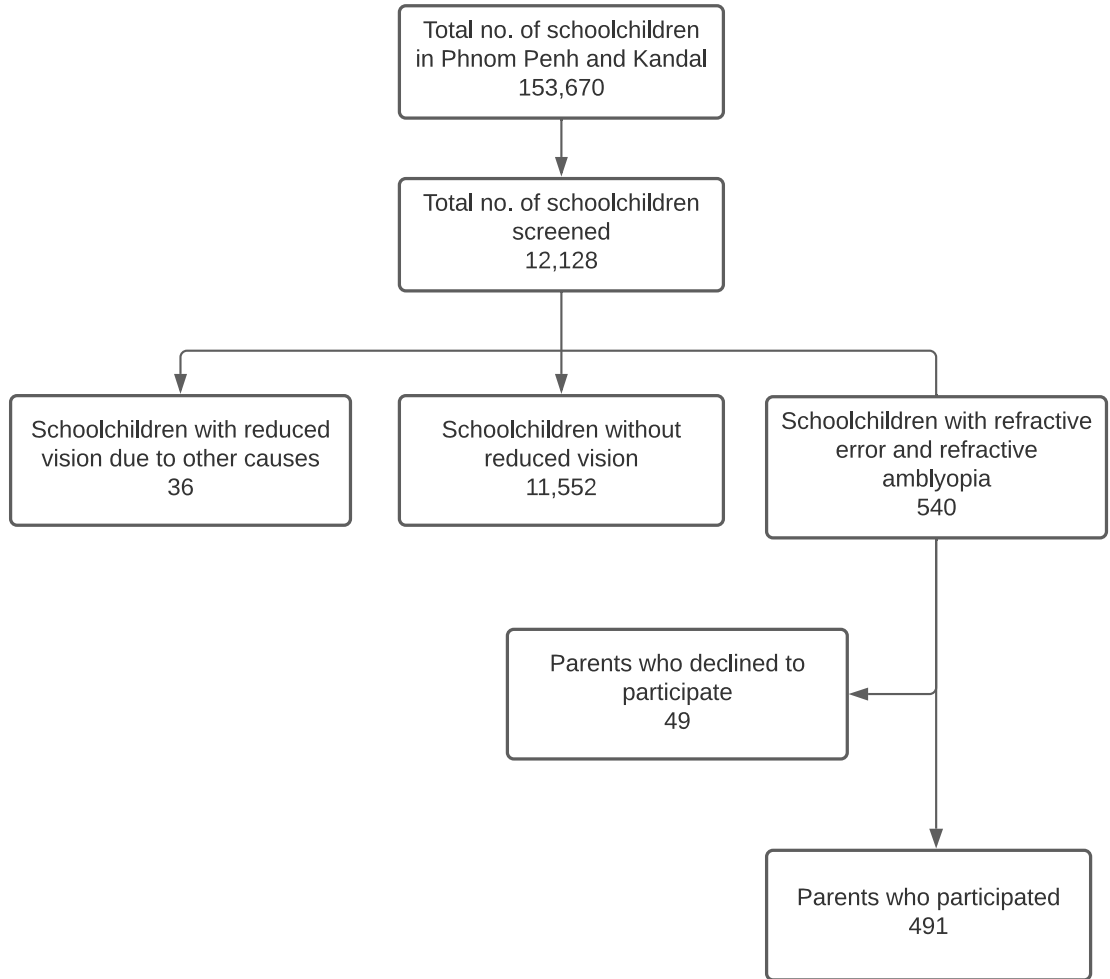 Total no. of schoolchildren
in Phnom Penh and Kandal
153,670
Total no. of schoolchildren
screened
12,128
Schoolchildren with reduced
vision due to other causes
36
Schoolchildren without
reduced vision
11,552
Schoolchildren with refractive
error and refractive
amblyopia
540
Parents who declined to
participate
49
Parents who participated
491